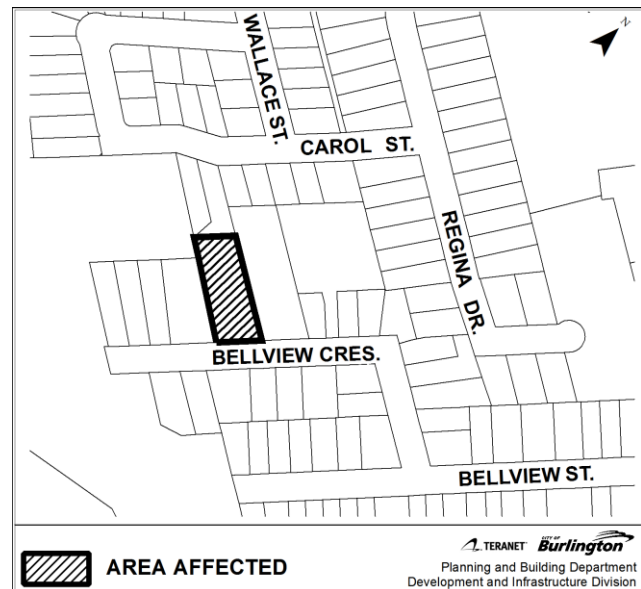 N
WALLACE ST.
CAROL ST.
REGINA DR.
BELLVIEW CRES.
BELLVIEW ST.
TERANET
CITY OF
Burlington
AREA AFFECTED
Planning and Building Department
Development and Infrastructure Division